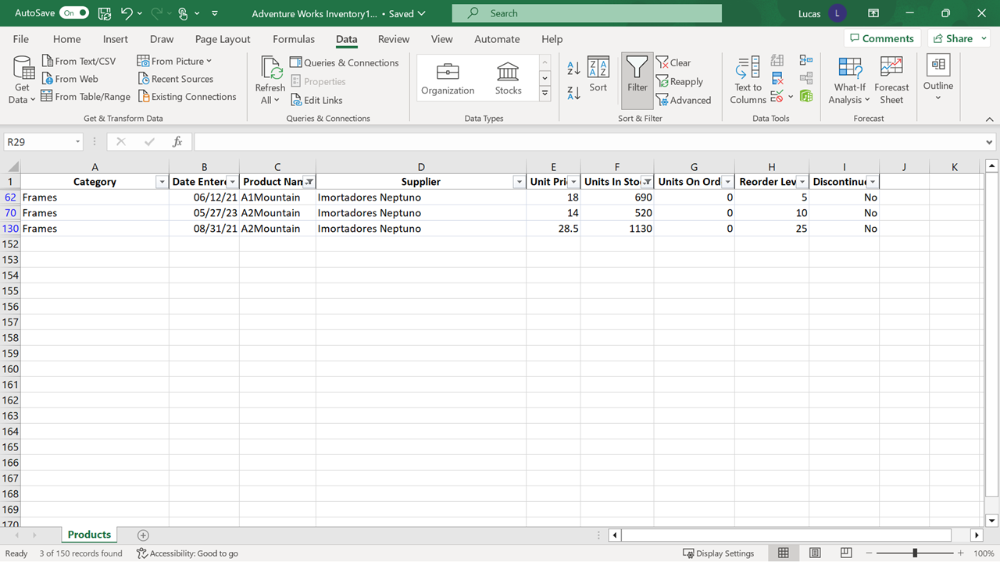 AutoSave On Adventure Works Inventory1... • Saved Search Lucas L
File Home Insert Draw Page Layout Formulas Data Review View Automate Help Comments Share
Get Data
From Text/CSV
From Web
From Table/Range
From Picture
Recent Sources
Existing Connections
Get & Transform Data
Refresh All
Queries & Connections
Properties
Edit Links
Queries & Connections
Organization Stocks
Data Types
Sort
Filter
Clear
Reapply
Advanced
Sort & Filter
Text to Columns
Data Tools
What-If Analysis
Forecast Sheet
Forecast
Outline
R29 fx
A B C D E F G H I J K
1 Category Date Entere Product Nan Supplier Unit Pri Units In Sto Units On Ord Reorder Lev Discontinue
62 Frames 06/12/21 A1Mountain Imortadores Neptuno 18 690 0 5 No
70 Frames 05/27/23 A2Mountain Imortadores Neptuno 14 520 0 10 No
130 Frames 08/31/21 A2Mountain Imortadores Neptuno 28.5 1130 0 25 No
152
153
154
155
156
157
158
159
160
161
162
163
164
165
166
167
168
169
170
Products
Ready 3 of 150 records found Accessibility: Good to go Display Settings 100%